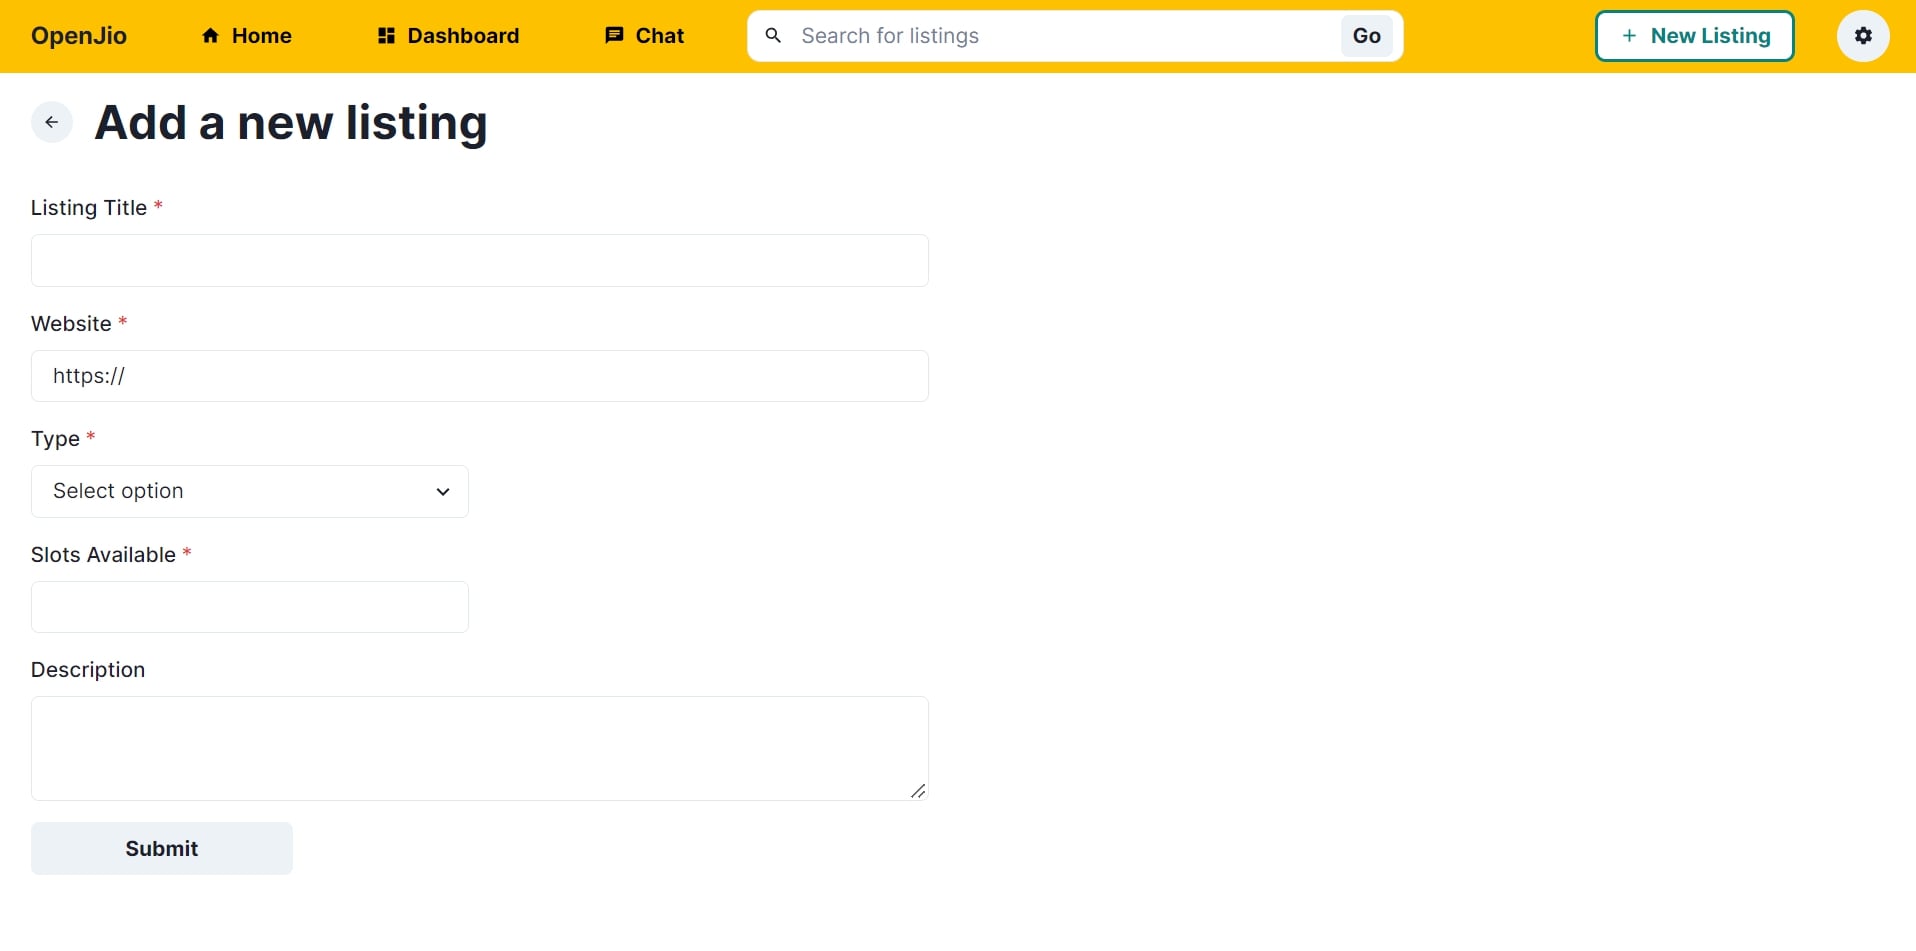 OpenJio Home Dashboard Chat Search for listings Go + New Listing
Add a new listing
Listing Title *
Website *
https://
Type *
Select option
Slots Available *
Description
Submit